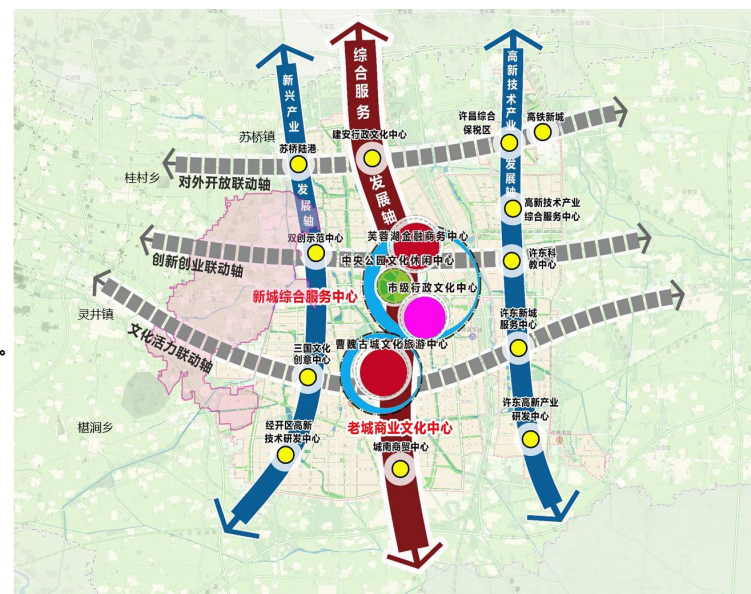 综合服务
发展轴
新兴产业
发展轴
高新技术产业
发展轴
苏桥镇
桂村乡
灵井镇
椹涧乡
苏桥陆港
建安行政文化中心
许昌综合
保税区
高铁新城
对外开放联动轴
高新技术产业
综合服务中心
芙蓉湖金融商务中心
双创示范中心
创新创业联动轴
中央公园文化休闲中心
许东科
教中心
新城综合服务中心
市级行政文化中心
文化活力联动轴
许东新城
服务中心
三国文化
创意中心
曹魏古城文化旅游中心
。
许东高新产业
研发中心
经开区高新
技术研发中心
老城商业文化中心
城南商贸中心